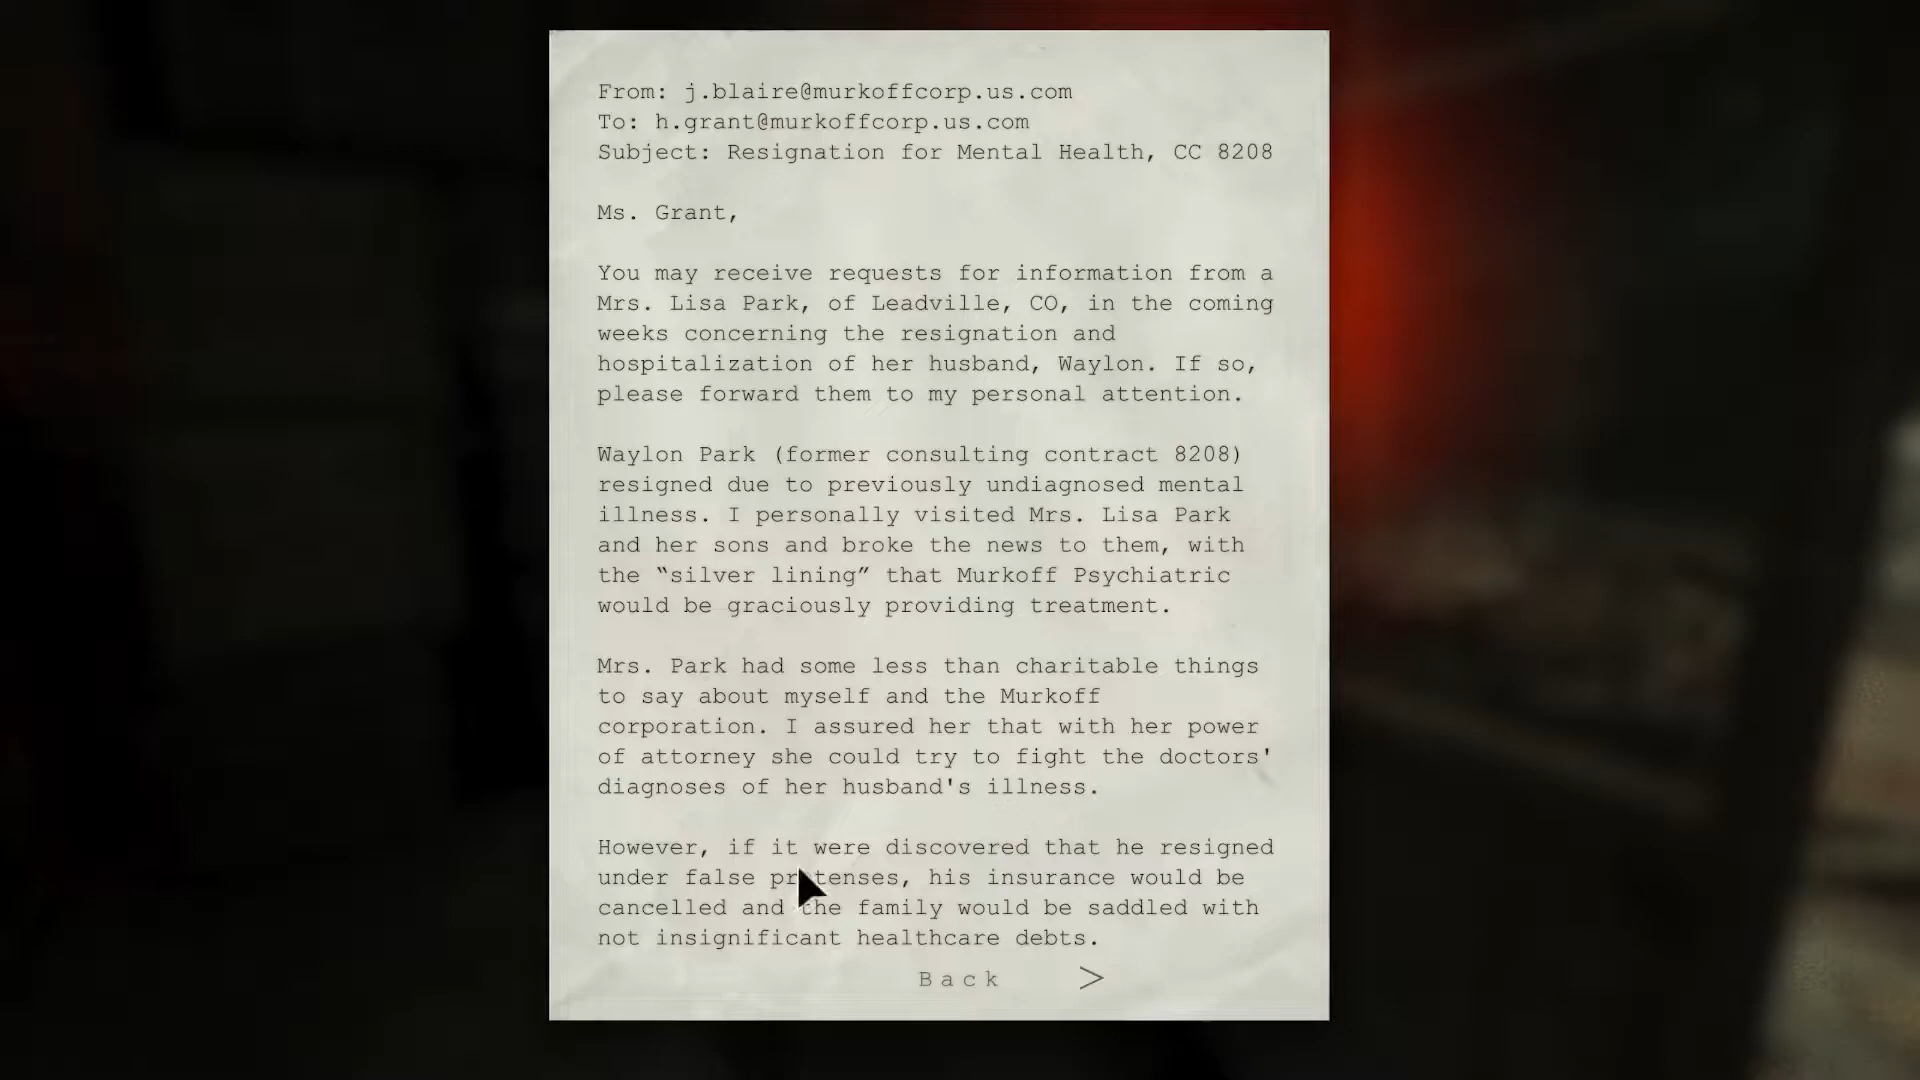 From: j.blaire@murkoffcorp.us.com
To: h.grant@murkoffcorp.us.com
Subject: Resignation for Mental Health, CC 8208
Ms. Grant,
You may receive requests for information from a
Mrs. Lisa Park, of Leadville, CO, in the coming
weeks concerning the resignation and
hospitalization of her husband, Waylon. If so,
please forward them to my personal attention.
Waylon Park (former consulting contract 8208)
resigned due to previously undiagnosed mental
illness. I personally visited Mrs. Lisa Park
and her sons and broke the news to them, with
the “silver lining” that Murkoff Psychiatric
would be graciously providing treatment.
Mrs. Park had some less than charitable things
to say about myself and the Murkoff
corporation. I assured her that with her power
of attorney she could try to fight the doctors'
diagnoses of her husband's illness.
However, if it were discovered that he resigned
under false pretenses, his insurance would be
cancelled and the family would be saddled with
not insignificant healthcare debts.
Back >